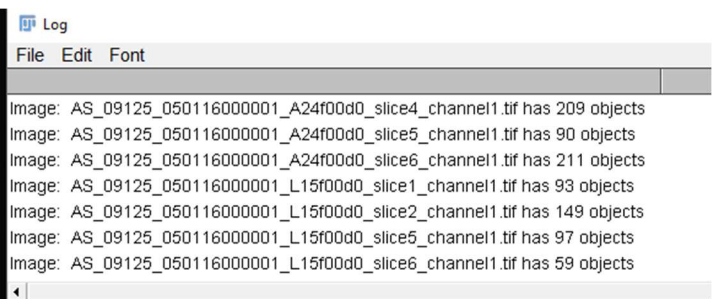 Log
File Edit Font
Image: AS_09125_050116000001_A24f00d0_slice4_channel1.tif has 209 objects
Image: AS_09125_050116000001_A24f00d0_slice5_channel1.tif has 90 objects
Image: AS_09125_050116000001_A24f00d0_slice6_channel1.tif has 211 objects
Image: AS_09125_050116000001_L15f00d0_slice1_channel1.tif has 93 objects
Image: AS_09125_050116000001_L15f00d0_slice2_channel1.tif has 149 objects
Image: AS_09125_050116000001_L15f00d0_slice5_channel1.tif has 97 objects
Image: AS_09125_050116000001_L15f00d0_slice6_channel1.tif has 59 objects